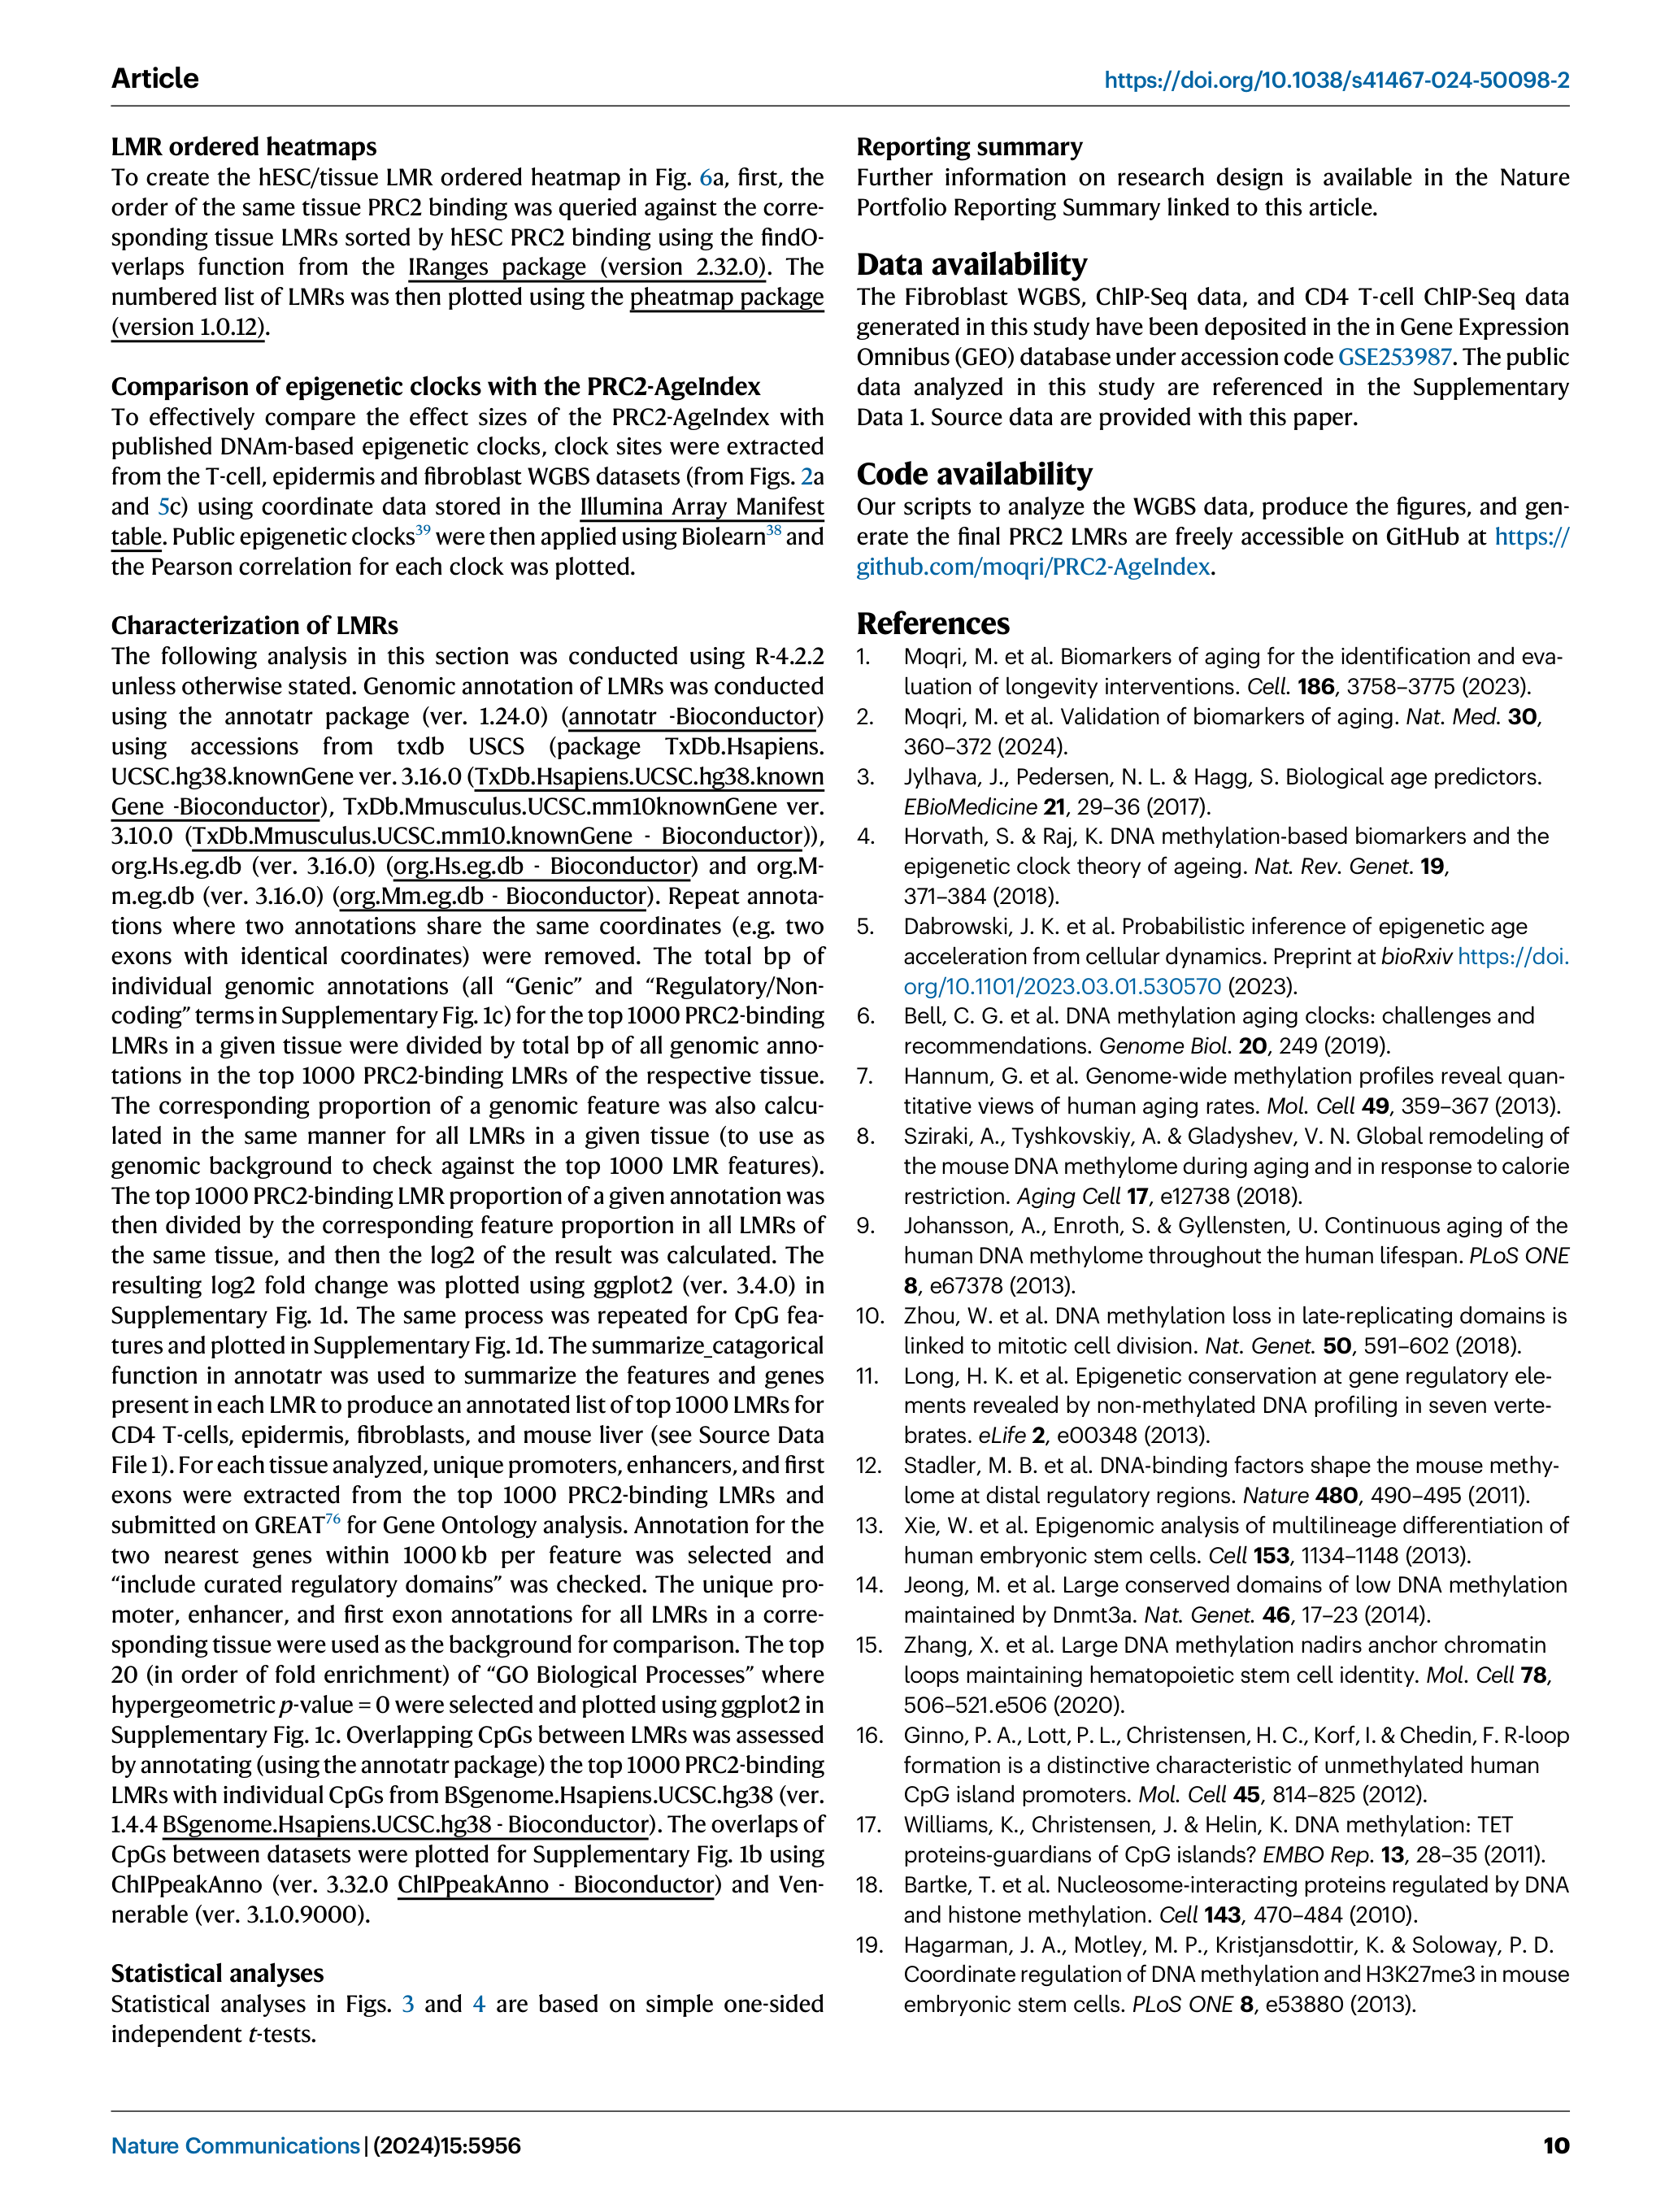 Article
https://doi.org/10.1038/s41467-024-50098-2
LMR ordered heatmaps
To create the hESC/tissue LMR ordered heatmap in Fig. 6a, first, the
order of the same tissue PRC2 binding was queried against the corre-
sponding tissue LMRs sorted by hESC PRC2 binding using the findO-
verlaps function from the IRanges package (version 2.32.0). The
numbered list of LMRs was then plotted using the pheatmap package
(version 1.0.12).
Comparison of epigenetic clocks with the PRC2-AgeIndex
To effectively compare the effect sizes of the PRC2-AgeIndex with
published DNAm-based epigenetic clocks, clock sites were extracted
from the T-cell, epidermis and fibroblast WGBS datasets (from Figs. 2a
and 5c) using coordinate data stored in the Illumina Array Manifest
table. Public epigenetic clocks39 were then applied using Biolearn38 and
the Pearson correlation for each clock was plotted.
Characterization of LMRs
The following analysis in this section was conducted using R-4.2.2
unless otherwise stated. Genomic annotation of LMRs was conducted
using the annotatr package (ver. 1.24.0) (annotatr -Bioconductor)
using accessions from txdb USCS (package TxDb.Hsapiens.
UCSC.hg38.knownGene ver. 3.16.0 (TxDb.Hsapiens.UCSC.hg38.known
Gene -Bioconductor), TxDb.Mmusculus.UCSC.mm10knownGene ver.
3.10.0 (TxDb.Mmusculus.UCSC.mm10.knownGene - Bioconductor)),
org.Hs.eg.db (ver. 3.16.0) (org.Hs.eg.db - Bioconductor) and org.M-
m.eg.db (ver. 3.16.0) (org.Mm.eg.db - Bioconductor). Repeat annota-
tions where two annotations share the same coordinates (e.g. two
exons with identical coordinates) were removed. The total bp of
individual genomic annotations (all “Genic” and “Regulatory/Non-
coding” terms in Supplementary Fig. 1c) for the top 1000 PRC2-binding
LMRs in a given tissue were divided by total bp of all genomic anno-
tations in the top 1000 PRC2-binding LMRs of the respective tissue.
The corresponding proportion of a genomic feature was also calcu-
lated in the same manner for all LMRs in a given tissue (to use as
genomic background to check against the top 1000 LMR features).
The top 1000 PRC2-binding LMR proportion of a given annotation was
then divided by the corresponding feature proportion in all LMRs of
the same tissue, and then the log2 of the result was calculated. The
resulting log2 fold change was plotted using ggplot2 (ver. 3.4.0) in
Supplementary Fig. 1d. The same process was repeated for CpG fea-
tures and plotted in Supplementary Fig. 1d. The summarize_catagorical
function in annotatr was used to summarize the features and genes
present in each LMR to produce an annotated list of top 1000 LMRs for
CD4 T-cells, epidermis, fibroblasts, and mouse liver (see Source Data
File 1). For each tissue analyzed, unique promoters, enhancers, and first
exons were extracted from the top 1000 PRC2-binding LMRs and
submitted on GREAT76 for Gene Ontology analysis. Annotation for the
two nearest genes within 1000 kb per feature was selected and
“include curated regulatory domains” was checked. The unique pro-
moter, enhancer, and first exon annotations for all LMRs in a corre-
sponding tissue were used as the background for comparison. The top
20 (in order of fold enrichment) of “GO Biological Processes” where
hypergeometric p-value = 0 were selected and plotted using ggplot2 in
Supplementary Fig. 1c. Overlapping CpGs between LMRs was assessed
by annotating (using the annotatr package) the top 1000 PRC2-binding
LMRs with individual CpGs from BSgenome.Hsapiens.UCSC.hg38 (ver.
1.4.4 BSgenome.Hsapiens.UCSC.hg38 - Bioconductor). The overlaps of
CpGs between datasets were plotted for Supplementary Fig. 1b using
ChIPpeakAnno (ver. 3.32.0 ChIPpeakAnno - Bioconductor) and Ven-
nerable (ver. 3.1.0.9000).
Statistical analyses
Statistical analyses in Figs. 3 and 4 are based on simple one-sided
independent t-tests.
Reporting summary
Further information on research design is available in the Nature
Portfolio Reporting Summary linked to this article.
Data availability
The Fibroblast WGBS, ChIP-Seq data, and CD4 T-cell ChIP-Seq data
generated in this study have been deposited in the in Gene Expression
Omnibus (GEO) database under accession code GSE253987. The public
data analyzed in this study are referenced in the Supplementary
Data 1. Source data are provided with this paper.
Code availability
Our scripts to analyze the WGBS data, produce the figures, and gen-
erate the final PRC2 LMRs are freely accessible on GitHub at https://
github.com/moqri/PRC2-AgeIndex.
References
1. Moqri, M. et al. Biomarkers of aging for the identification and eva-
luation of longevity interventions. Cell. 186, 3758–3775 (2023).
2. Moqri, M. et al. Validation of biomarkers of aging. Nat. Med. 30,
360–372 (2024).
3. Jylhava, J., Pedersen, N. L. & Hagg, S. Biological age predictors.
EBioMedicine 21, 29–36 (2017).
4. Horvath, S. & Raj, K. DNA methylation-based biomarkers and the
epigenetic clock theory of ageing. Nat. Rev. Genet. 19,
371–384 (2018).
5. Dabrowski, J. K. et al. Probabilistic inference of epigenetic age
acceleration from cellular dynamics. Preprint at bioRxiv https://doi.
org/10.1101/2023.03.01.530570 (2023).
6. Bell, C. G. et al. DNA methylation aging clocks: challenges and
recommendations. Genome Biol. 20, 249 (2019).
7. Hannum, G. et al. Genome-wide methylation profiles reveal quan-
titative views of human aging rates. Mol. Cell 49, 359–367 (2013).
8. Sziraki, A., Tyshkovskiy, A. & Gladyshev, V. N. Global remodeling of
the mouse DNA methylome during aging and in response to calorie
restriction. Aging Cell 17, e12738 (2018).
9. Johansson, A., Enroth, S. & Gyllensten, U. Continuous aging of the
human DNA methylome throughout the human lifespan. PLoS ONE
8, e67378 (2013).
10. Zhou, W. et al. DNA methylation loss in late-replicating domains is
linked to mitotic cell division. Nat. Genet. 50, 591–602 (2018).
11. Long, H. K. et al. Epigenetic conservation at gene regulatory ele-
ments revealed by non-methylated DNA profiling in seven verte-
brates. eLife 2, e00348 (2013).
12. Stadler, M. B. et al. DNA-binding factors shape the mouse methy-
lome at distal regulatory regions. Nature 480, 490–495 (2011).
13. Xie, W. et al. Epigenomic analysis of multilineage differentiation of
human embryonic stem cells. Cell 153, 1134–1148 (2013).
14. Jeong, M. et al. Large conserved domains of low DNA methylation
maintained by Dnmt3a. Nat. Genet. 46, 17–23 (2014).
15. Zhang, X. et al. Large DNA methylation nadirs anchor chromatin
loops maintaining hematopoietic stem cell identity. Mol. Cell 78,
506–521.e506 (2020).
16. Ginno, P. A., Lott, P. L., Christensen, H. C., Korf, I. & Chedin, F. R-loop
formation is a distinctive characteristic of unmethylated human
CpG island promoters. Mol. Cell 45, 814–825 (2012).
17. Williams, K., Christensen, J. & Helin, K. DNA methylation: TET
proteins-guardians of CpG islands? EMBO Rep. 13, 28–35 (2011).
18. Bartke, T. et al. Nucleosome-interacting proteins regulated by DNA
and histone methylation. Cell 143, 470–484 (2010).
19. Hagarman, J. A., Motley, M. P., Kristjansdottir, K. & Soloway, P. D.
Coordinate regulation of DNA methylation and H3K27me3 in mouse
embryonic stem cells. PLoS ONE 8, e53880 (2013).
Nature Communications | (2024)15:5956
10